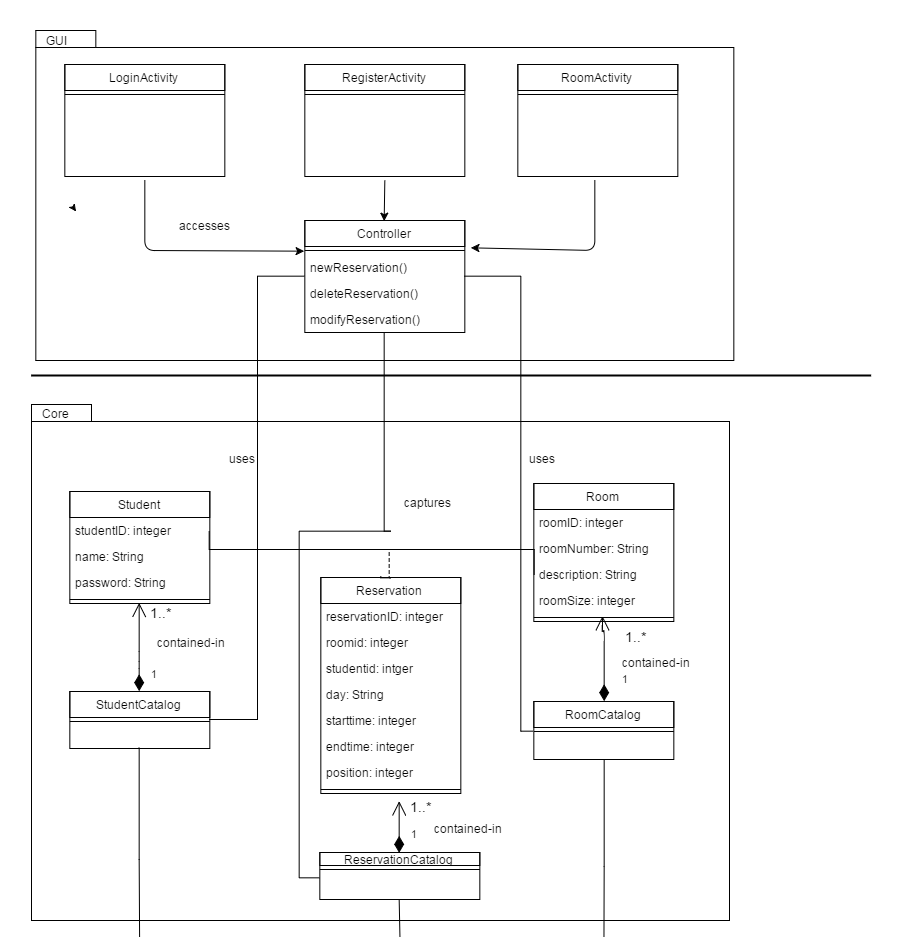 GUI
LoginActivity
RegisterActivity
RoomActivity
accesses
Controller
newReservation()
deleteReservation()
modifyReservation()
Core
uses
uses
captures
Student
studentID: integer
name: String
password: String
1..*
contained-in
1
StudentCatalog
Reservation
reservationID: integer
roomid: integer
studentid: intger
day: String
starttime: integer
endtime: integer
position: integer
1..*
contained-in
1
ReservationCatalog
Room
roomID: integer
roomNumber: String
description: String
roomSize: integer
1..*
contained-in
1
RoomCatalog